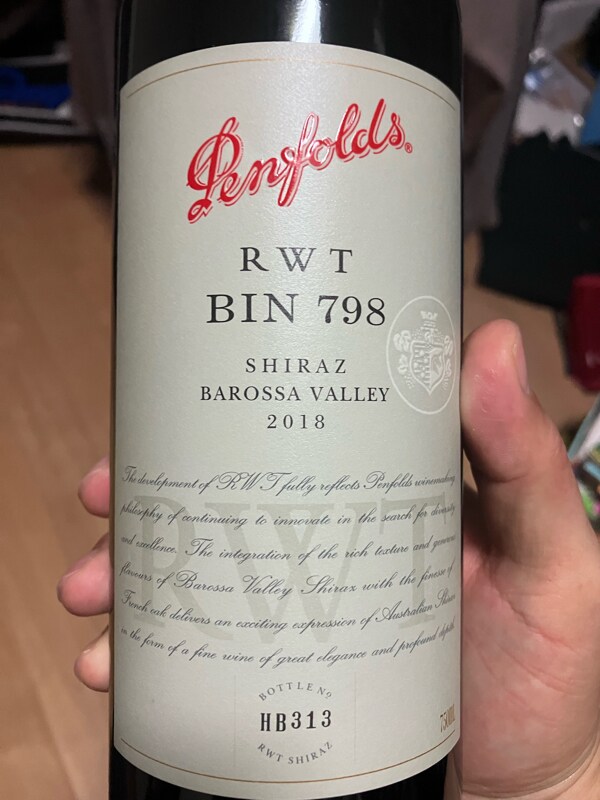 Penfolds®
RWT
BIN 798
SHIRAZ
BAROSSA VALLEY
2018
The development of RWT fully reflects Penfolds winemaking
philosophy of continuing to innovate in the search for diversity
and excellence. The integration of the rich texture and generous
flavours of Barossa Valley Shiraz with the finesse of
French oak delivers an exciting expression of Australian Shiraz
in the form of a fine wine of great elegance and profound depth.
RWT
BOTTLE No
HB313
RWT SHIRAZ
750ML